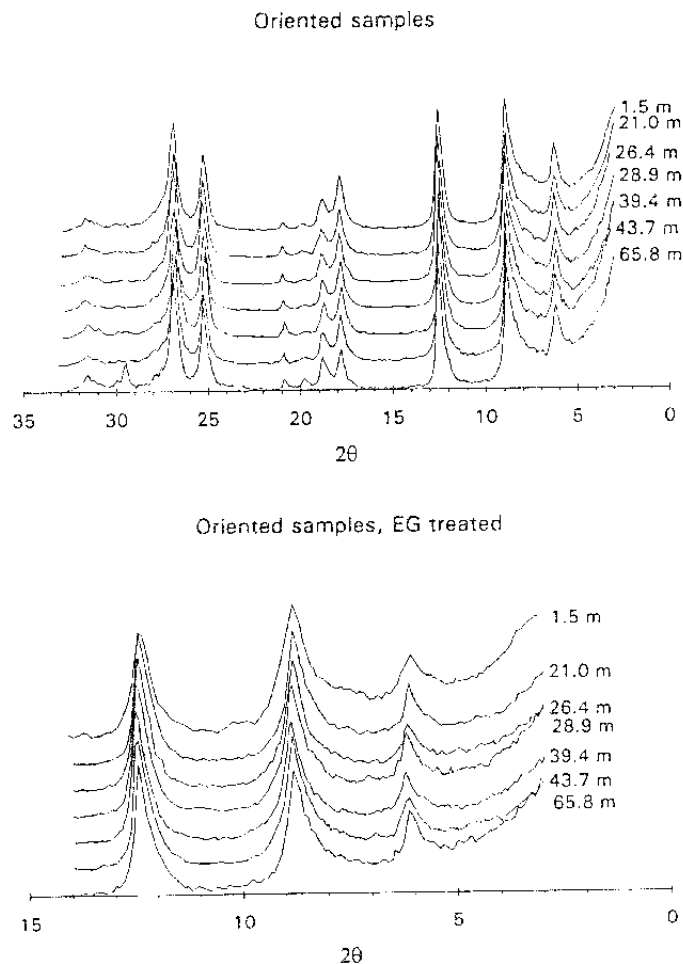 Oriented samples
1.5 m
21.0 m
26.4 m
28.9 m
39.4 m
43.7 m
65.8 m
35 30 25 20 15 10 5 0
2θ
Oriented samples, EG treated
1.5 m
21.0 m
26.4 m
28.9 m
39.4 m
43.7 m
65.8 m
15 10 5 0
2θ